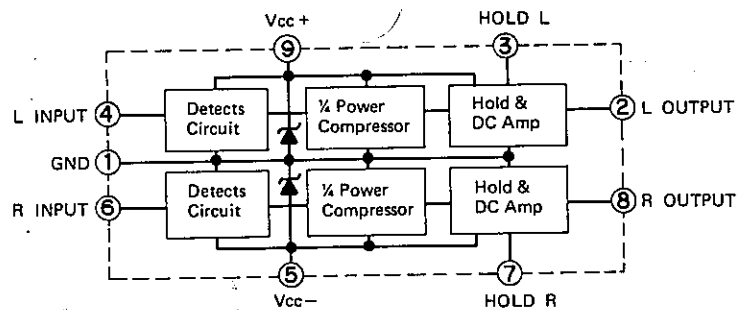 Vcc+
HOLD L
⑨
③
L INPUT ④
Detects Circuit
¼ Power Compressor
Hold & DC Amp
② L OUTPUT
GND ①
R INPUT ⑥
Detects Circuit
¼ Power Compressor
Hold & DC Amp
⑧ R OUTPUT
⑤
⑦
Vcc−
HOLD R